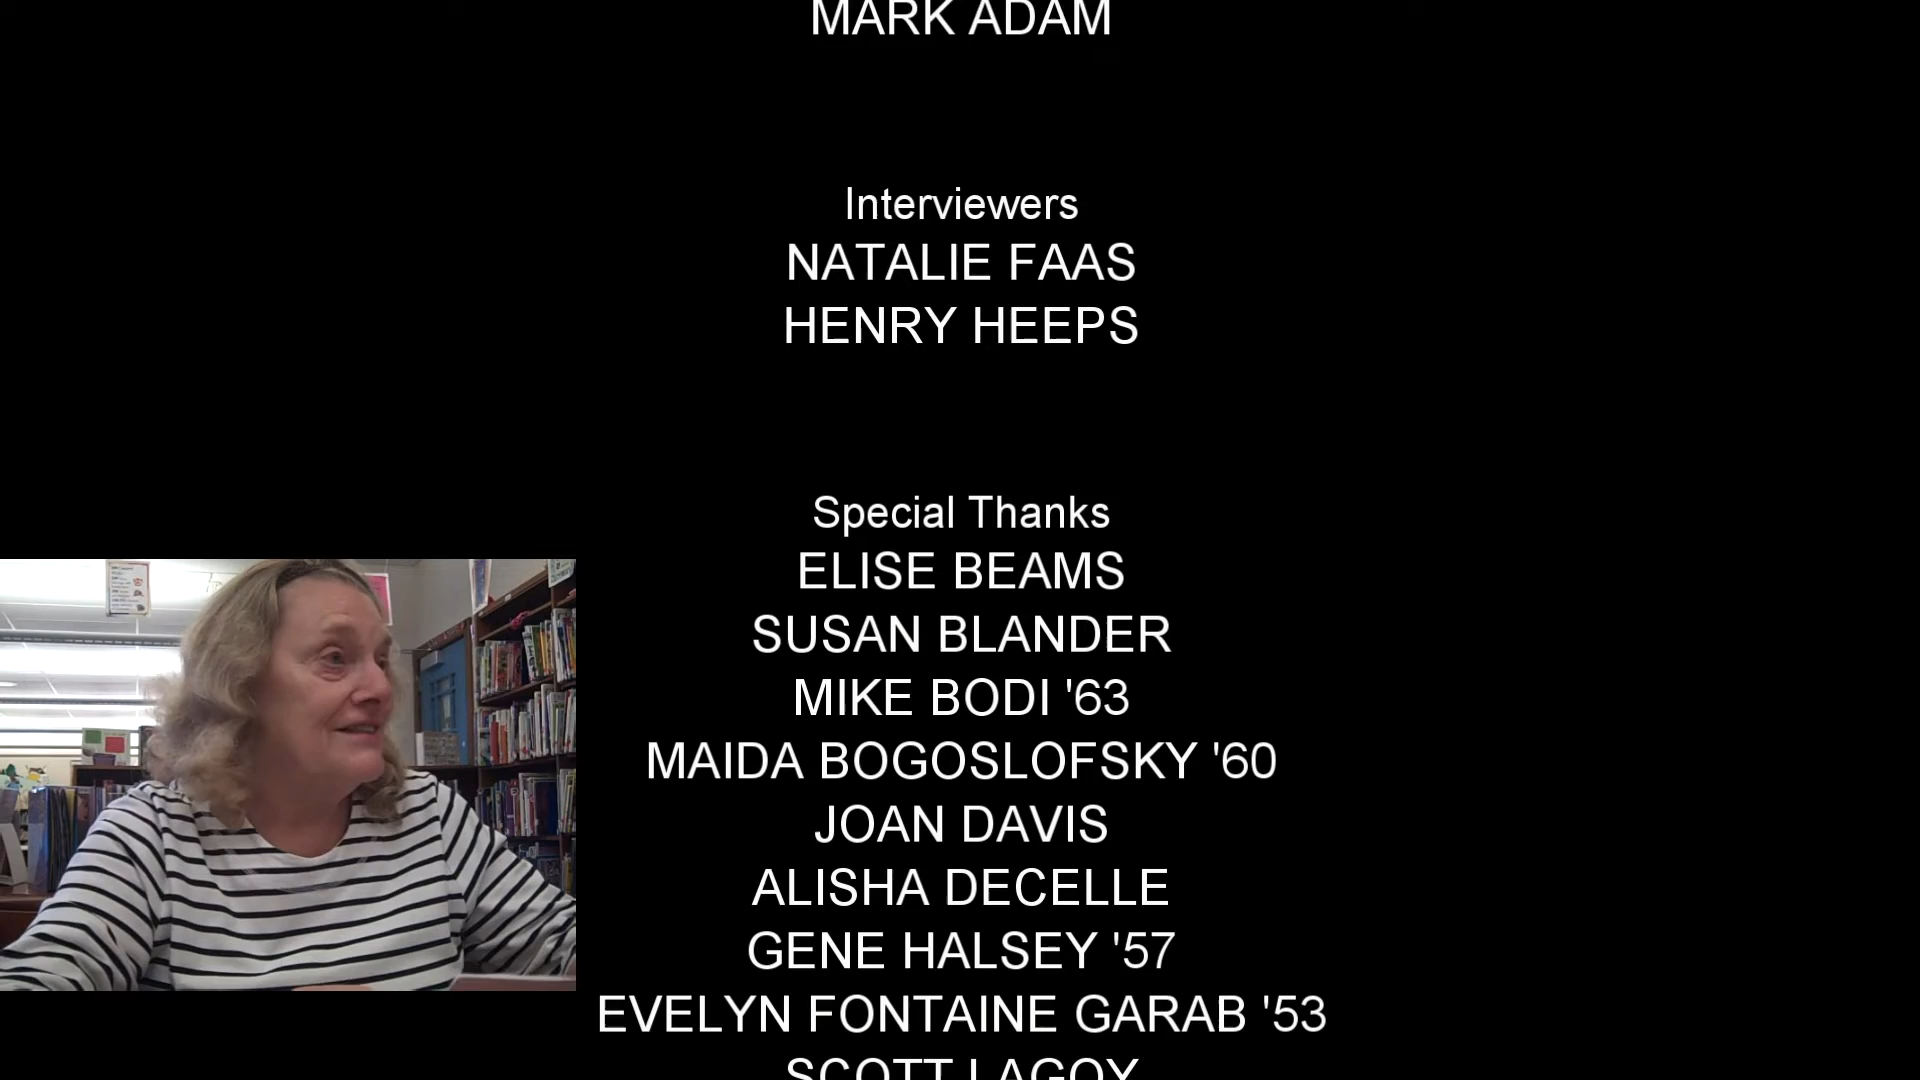 MARK ADAM
Interviewers
NATALIE FAAS
HENRY HEEPS
Special Thanks
ELISE BEAMS
SUSAN BLANDER
MIKE BODI '63
MAIDA BOGOSLOFSKY '60
JOAN DAVIS
ALISHA DECELLE
GENE HALSEY '57
EVELYN FONTAINE GARAB '53
SCOTT LAGOY